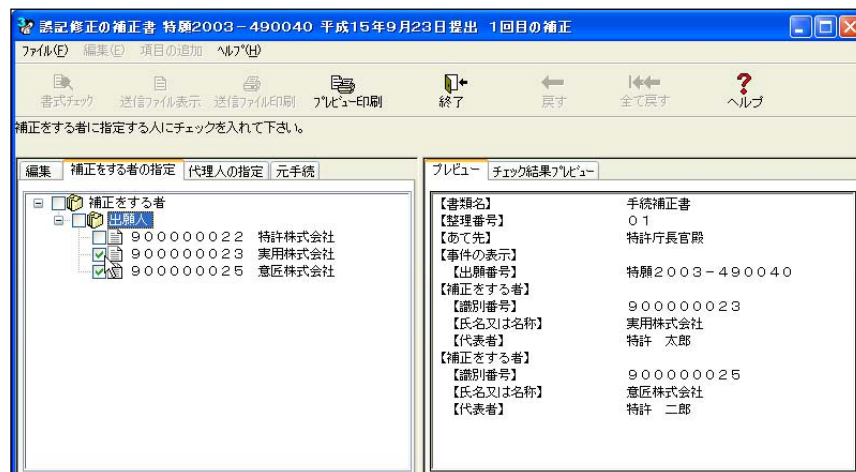 誤記修正の補正書 特願2003-490040 平成15年9月23日提出 1回目の補正
ファイル(F) 編集(E) 項目の追加 ヘルプ(H)
書式チェック 送信ファイル表示 送信ファイル印刷 プレビュー印刷 終了 戻す 全て戻す ヘルプ
補正をする者に指定する人にチェックを入れて下さい。
編集 補正をする者の指定 代理人の指定 元手続
補正をする者
出願人
900000022 特許株式会社
900000023 実用株式会社
900000025 意匠株式会社
プレビュー チェック結果プレビュー
【書類名】 手続補正書
【整理番号】 01
【あて先】 特許庁長官殿
【事件の表示】
【出願番号】 特願2003-490040
【補正をする者】
【識別番号】 900000023
【氏名又は名称】 実用株式会社
【代表者】 特許 太郎
【補正をする者】
【識別番号】 900000025
【氏名又は名称】 意匠株式会社
【代表者】 特許 二郎